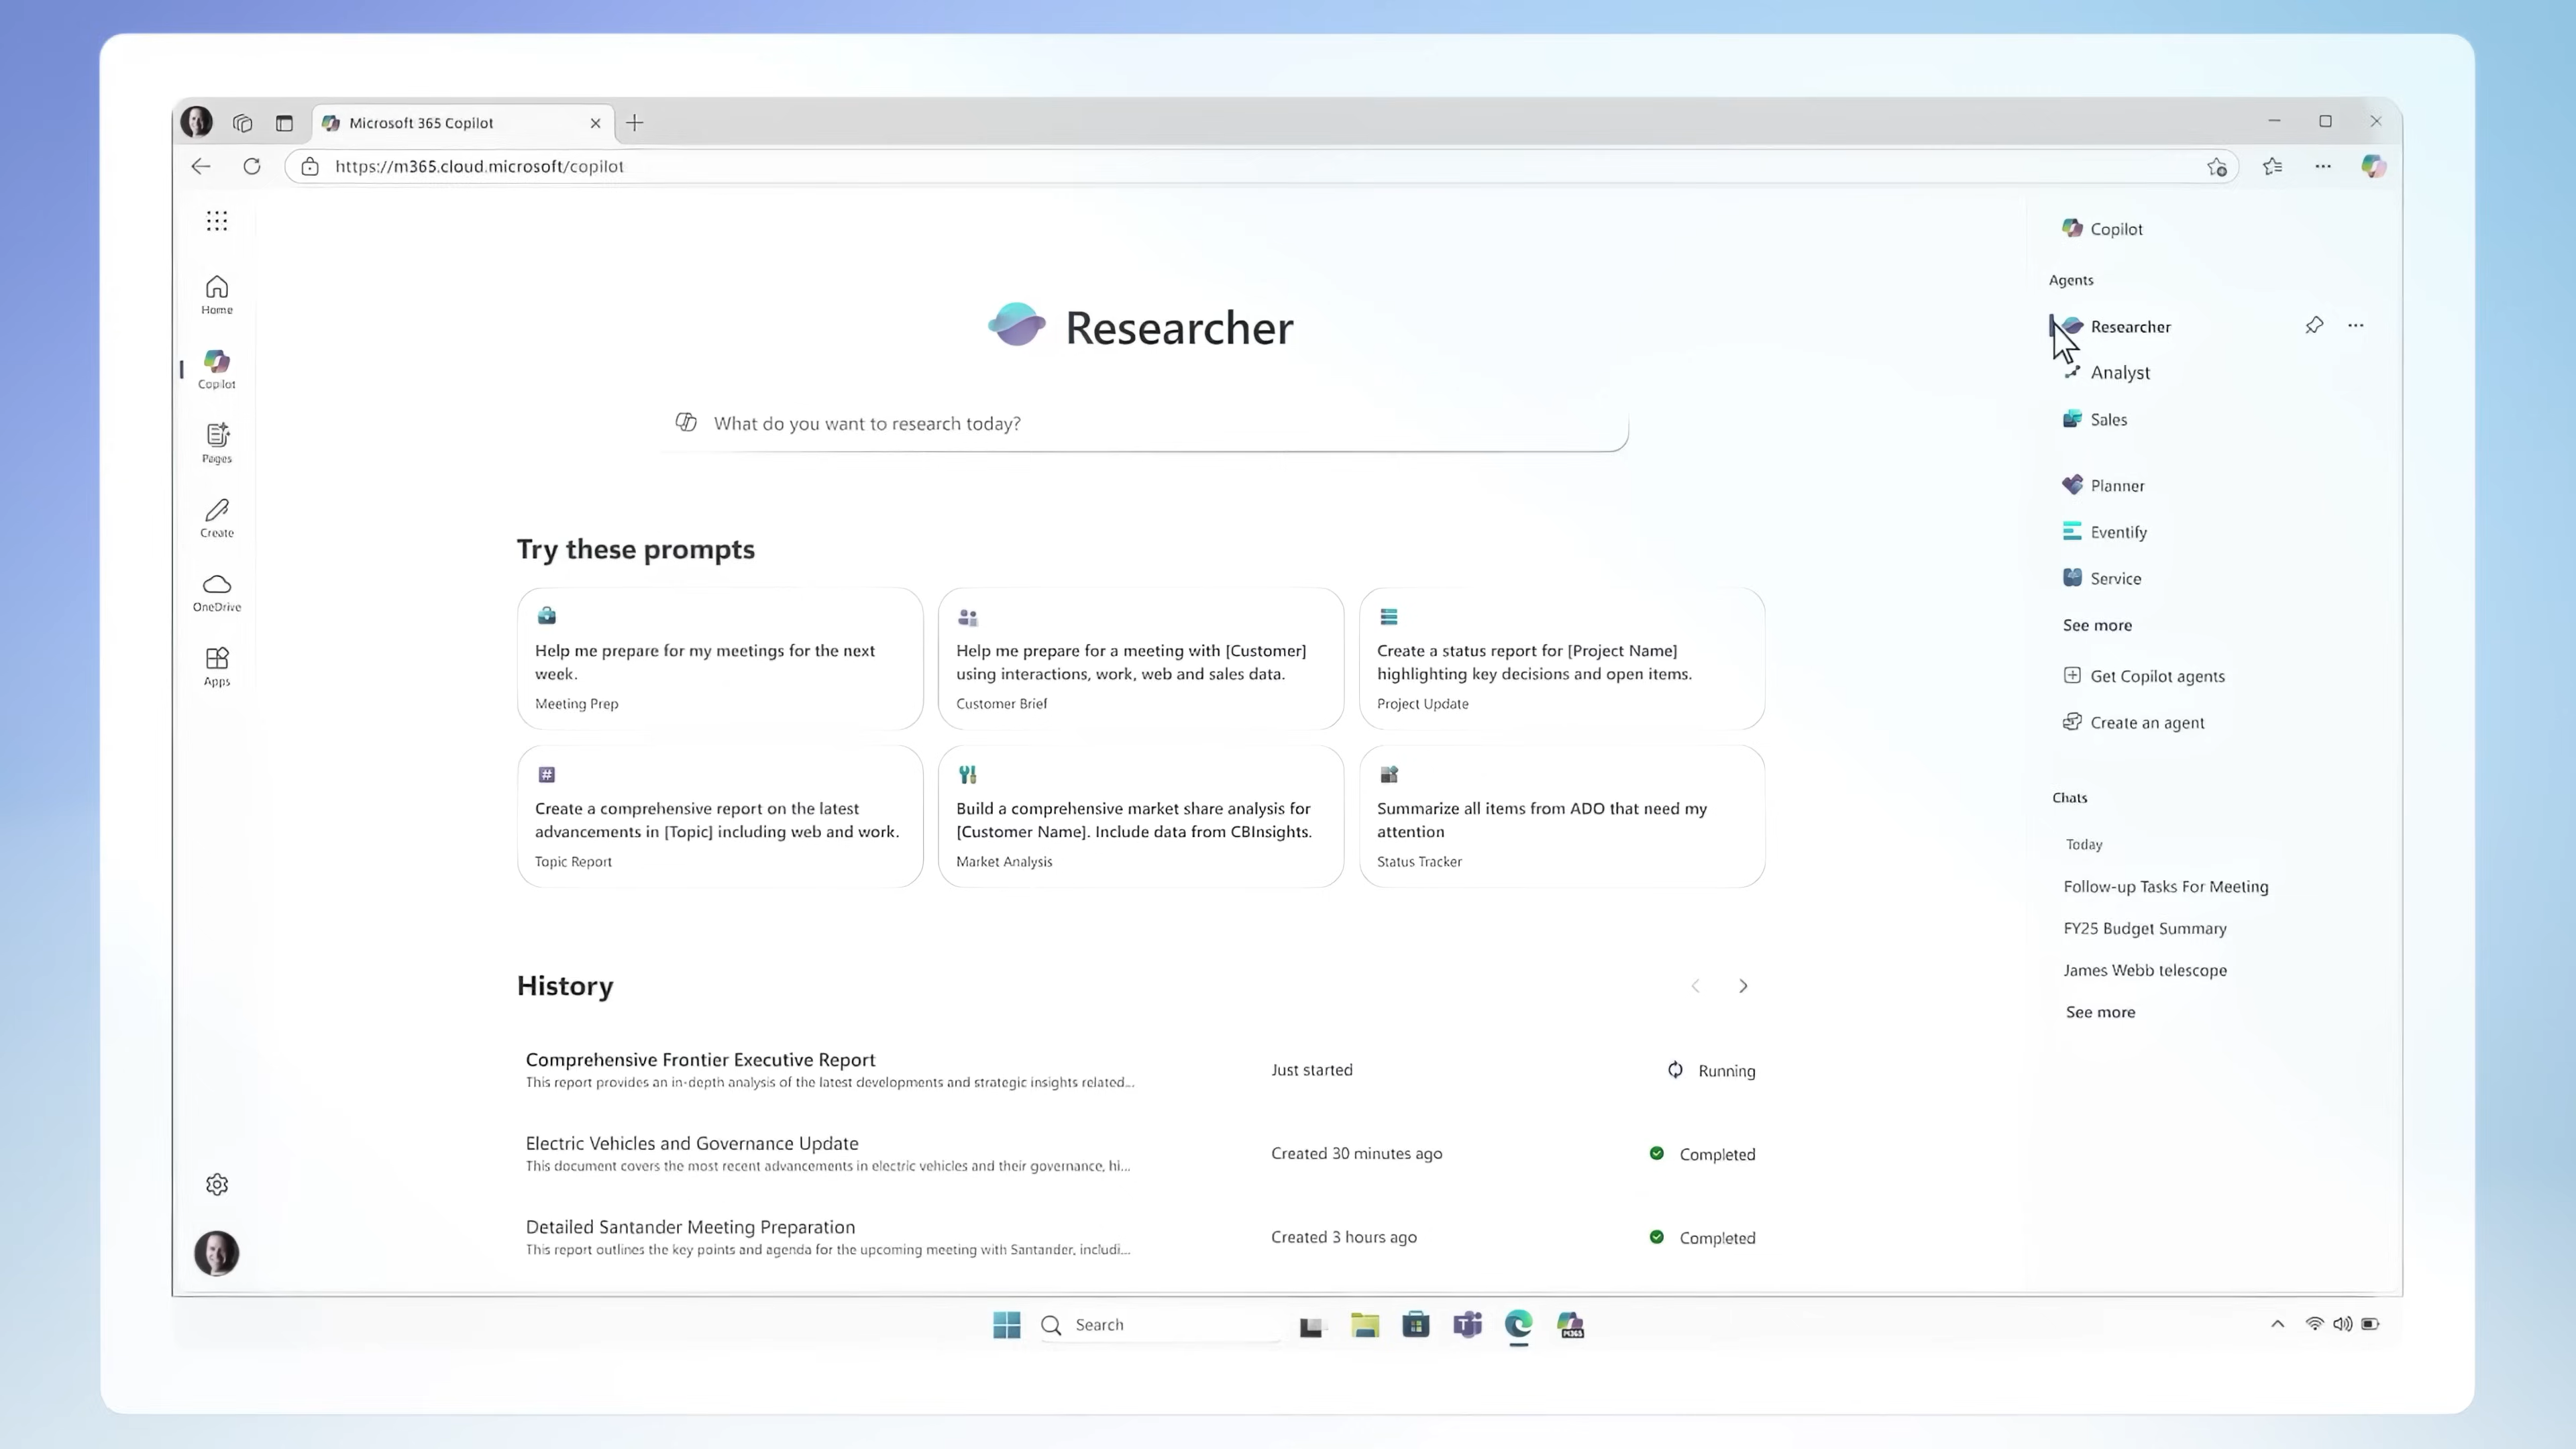 Microsoft 365 Copilot
https://m365.cloud.microsoft/copilot
Home
Copilot
Pages
Create
OneDrive
Apps
Researcher
What do you want to research today?
Try these prompts
Help me prepare for my meetings for the next
week.
Meeting Prep
Help me prepare for a meeting with [Customer]
using interactions, work, web and sales data.
Customer Brief
Create a status report for [Project Name]
highlighting key decisions and open items.
Project Update
Create a comprehensive report on the latest
advancements in [Topic] including web and work.
Topic Report
Build a comprehensive market share analysis for
[Customer Name]. Include data from CBInsights.
Market Analysis
Summarize all items from ADO that need my
attention
Status Tracker
History
Comprehensive Frontier Executive Report
This report provides an in-depth analysis of the latest developments and strategic insights related...
Just started
Running
Electric Vehicles and Governance Update
This document covers the most recent advancements in electric vehicles and their governance, hi...
Created 30 minutes ago
Completed
Detailed Santander Meeting Preparation
This report outlines the key points and agenda for the upcoming meeting with Santander, includi...
Created 3 hours ago
Completed
Copilot
Agents
Researcher
Analyst
Sales
Planner
Eventify
Service
See more
Get Copilot agents
Create an agent
Chats
Today
Follow-up Tasks For Meeting
FY25 Budget Summary
James Webb telescope
See more
Search
M365